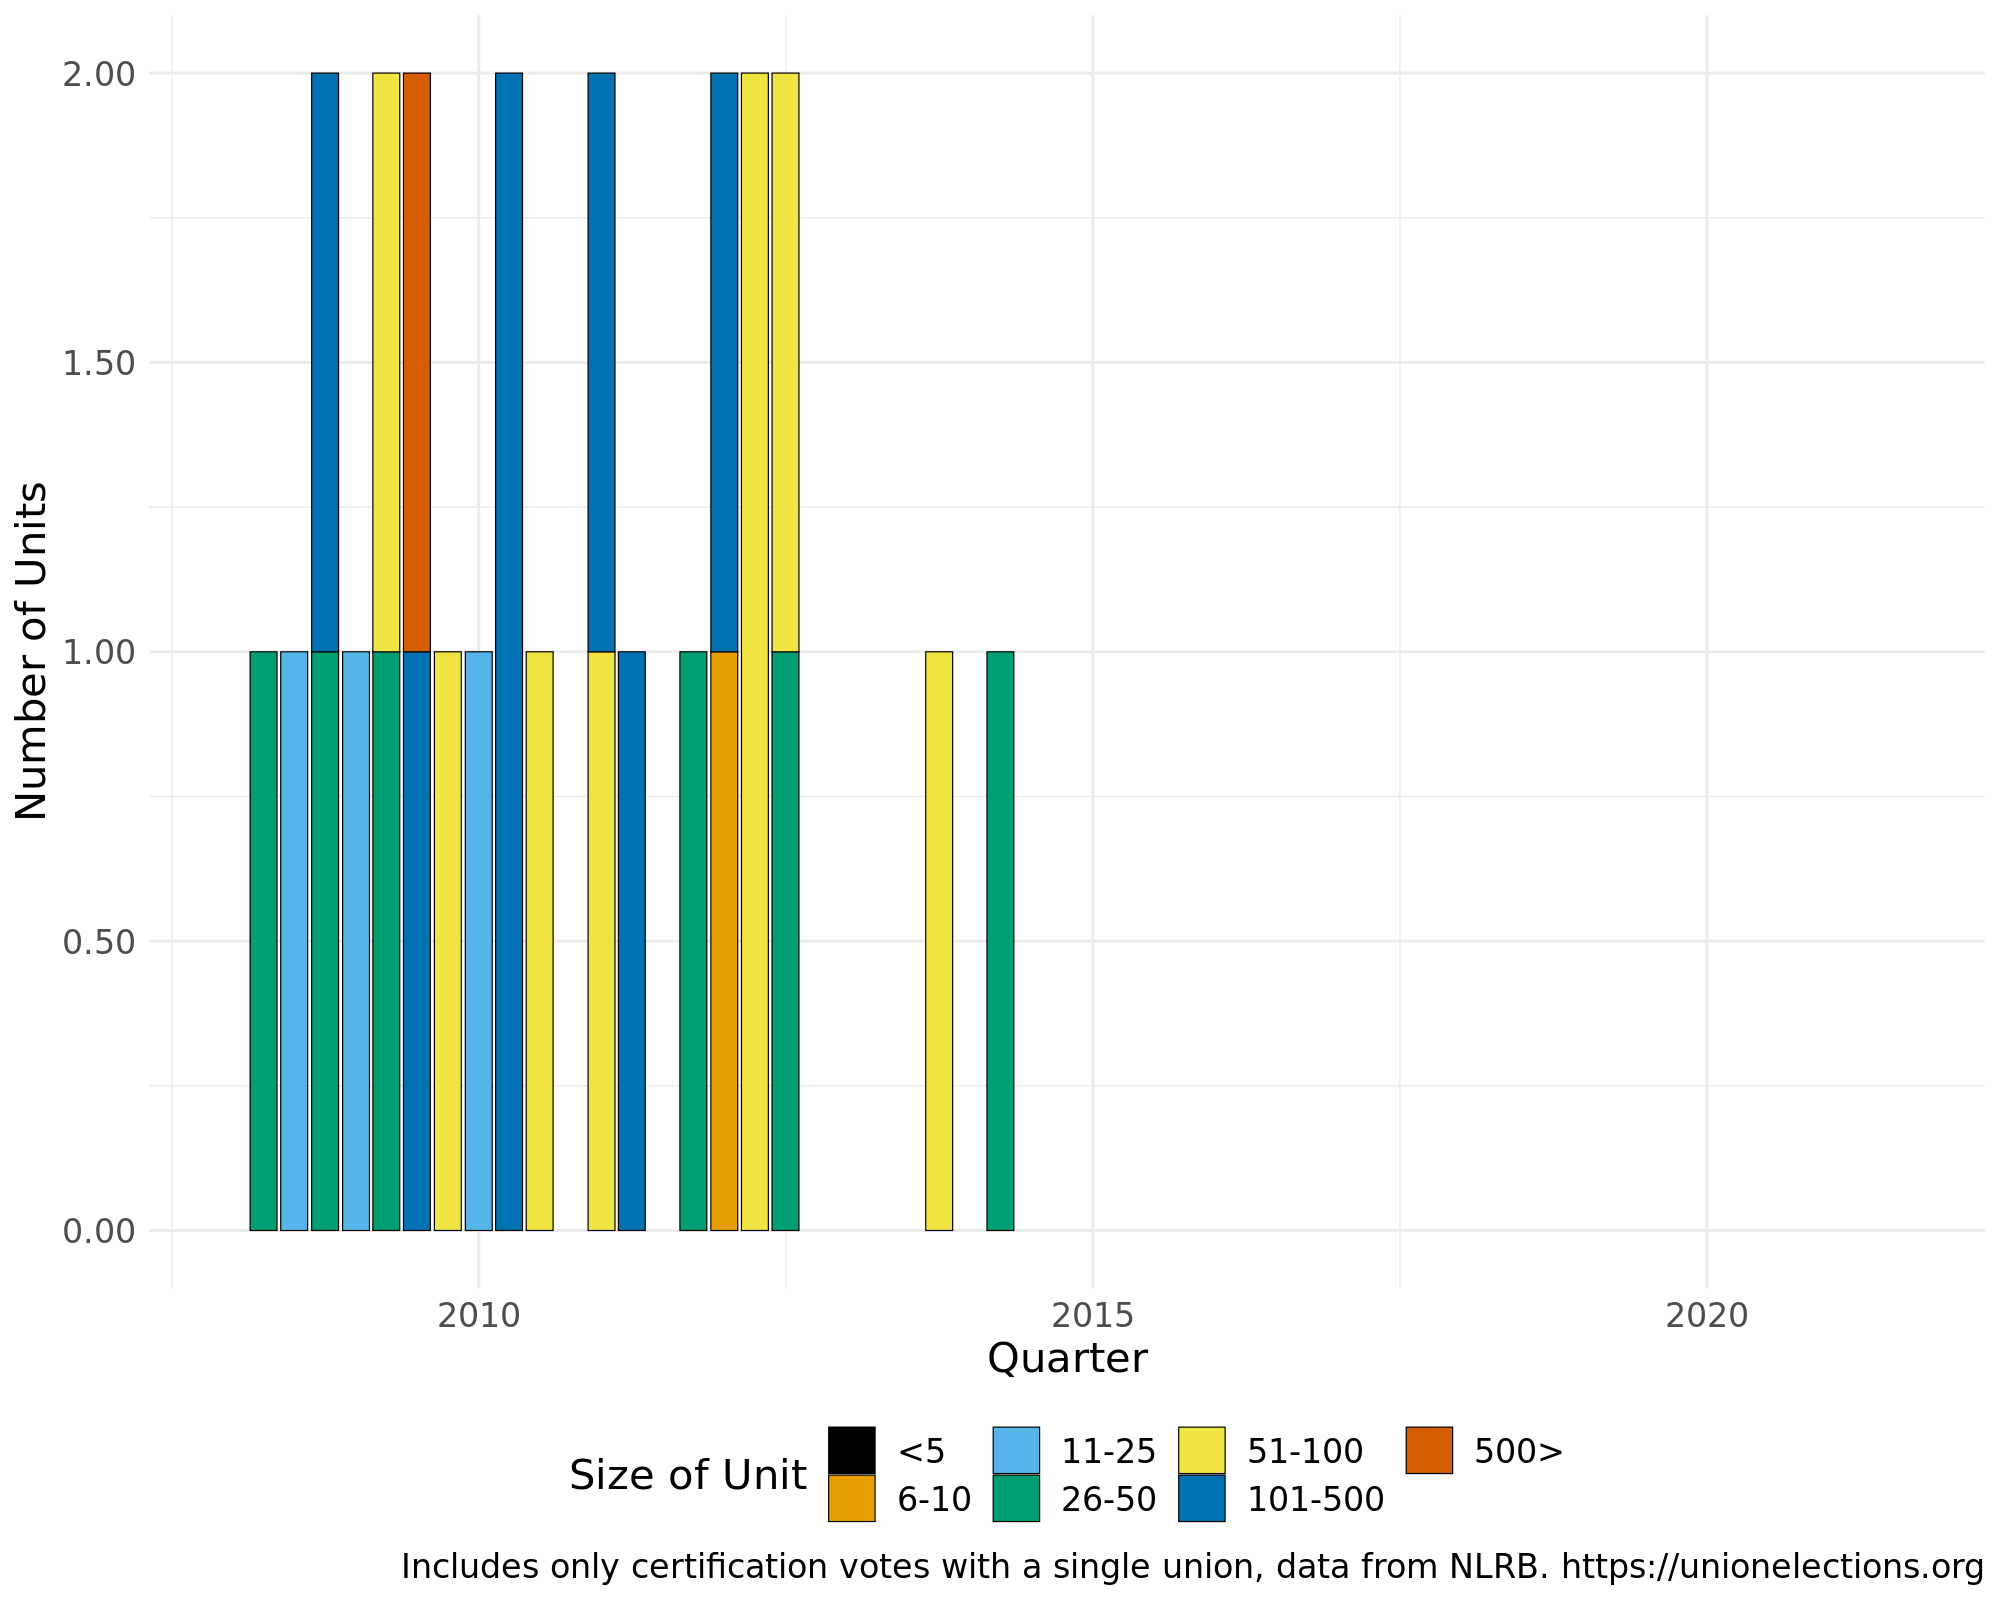 2.00
1.50
1.00
0.50
0.00
Number of Units
2010 2015 2020
Quarter
Size of Unit
<5 11-25 51-100 500>
6-10 26-50 101-500
Includes only certification votes with a single union, data from NLRB. https://unionelections.org